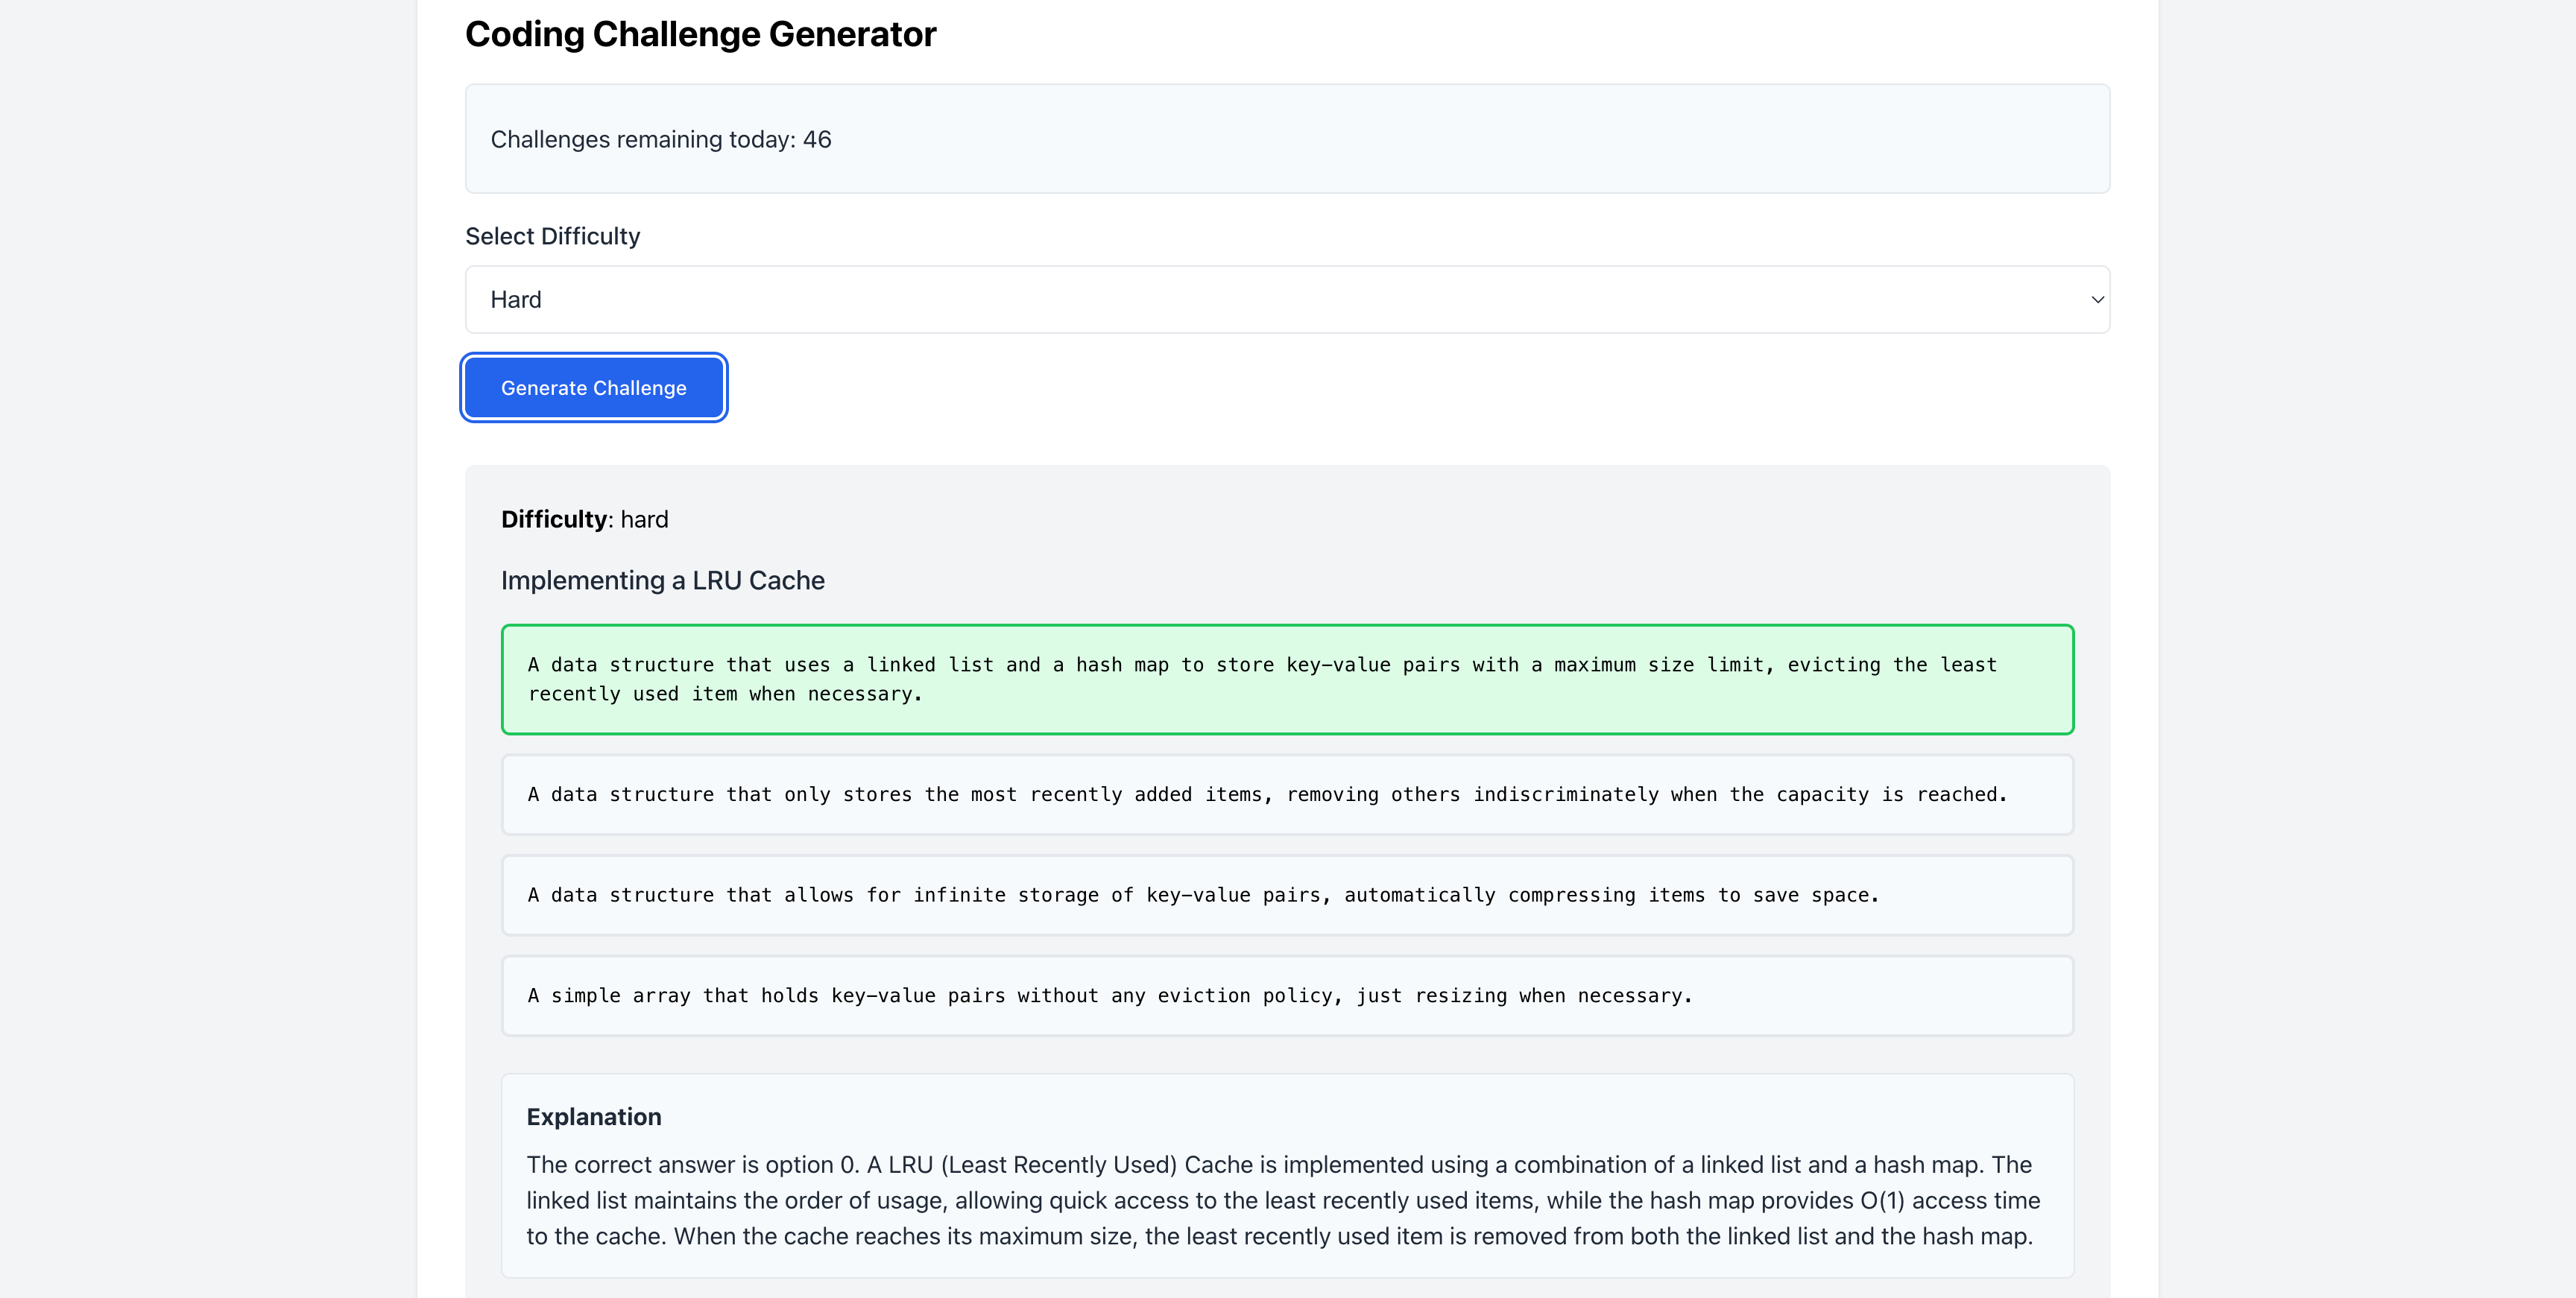 Coding Challenge Generator
Challenges remaining today: 46
Select Difficulty
Hard
Generate Challenge
Difficulty: hard
Implementing a LRU Cache
A data structure that uses a linked list and a hash map to store key-value pairs with a maximum size limit, evicting the least
recently used item when necessary.
A data structure that only stores the most recently added items, removing others indiscriminately when the capacity is reached.
A data structure that allows for infinite storage of key-value pairs, automatically compressing items to save space.
A simple array that holds key-value pairs without any eviction policy, just resizing when necessary.
Explanation
The correct answer is option 0. A LRU (Least Recently Used) Cache is implemented using a combination of a linked list and a hash map. The
linked list maintains the order of usage, allowing quick access to the least recently used items, while the hash map provides O(1) access time
to the cache. When the cache reaches its maximum size, the least recently used item is removed from both the linked list and the hash map.